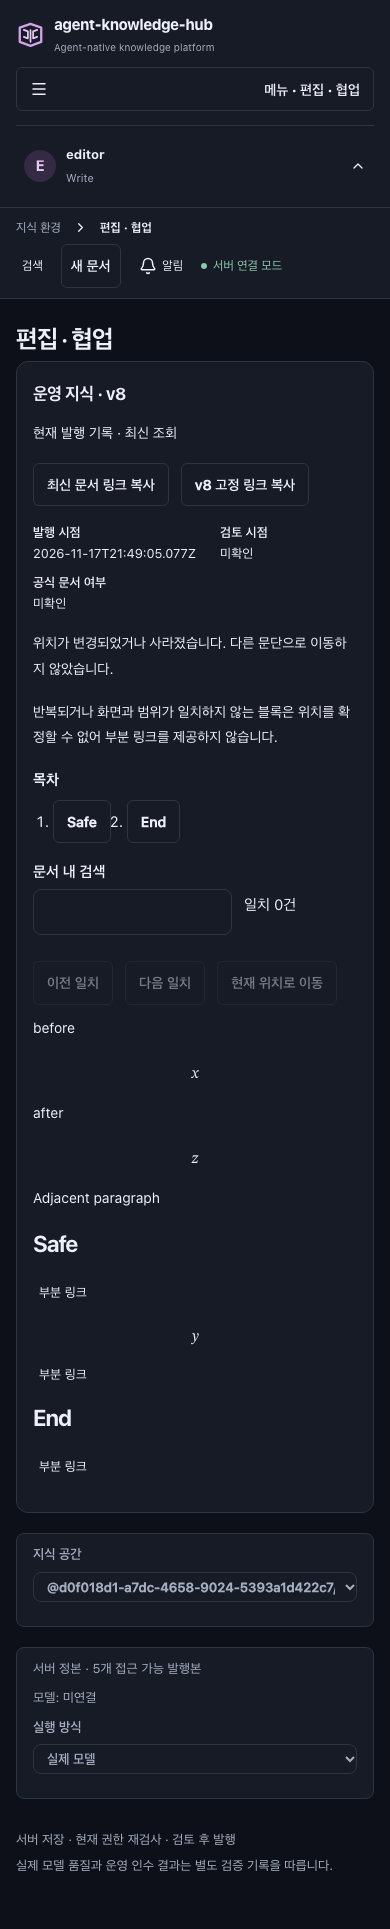 agent-knowledge-hub
Agent-native knowledge platform
메뉴 · 편집 · 협업
E
editor
Write
지식 환경 > 편집 · 협업
검색 새 문서 알림 서버 연결 모드
편집 · 협업
운영 지식 · v8
현재 발행 기록 · 최신 조회
최신 문서 링크 복사 v8 고정 링크 복사
발행 시점 검토 시점
2026-11-17T21:49:05.077Z 미확인
공식 문서 여부
미확인
위치가 변경되었거나 사라졌습니다. 다른 문단으로 이동하
지 않았습니다.
반복되거나 화면과 범위가 일치하지 않는 블록은 위치를 확
정할 수 없어 부분 링크를 제공하지 않습니다.
목차
1. Safe 2. End
문서 내 검색
일치 0건
이전 일치 다음 일치 현재 위치로 이동
before
x
after
z
Adjacent paragraph
Safe
부분 링크
y
부분 링크
End
부분 링크
지식 공간
@d0f018d1-a7dc-4658-9024-5393a1d422c7/
서버 정본 · 5개 접근 가능 발행본
모델: 미연결
실행 방식
실제 모델
서버 저장 · 현재 권한 재검사 · 검토 후 발행
실제 모델 품질과 운영 인수 결과는 별도 검증 기록을 따릅니다.